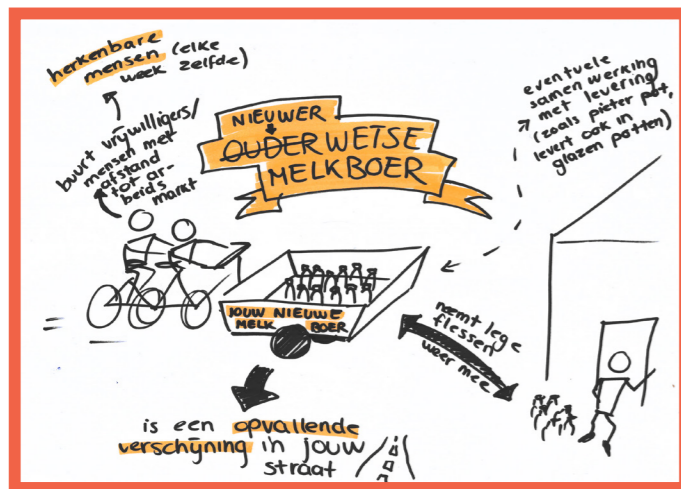 herkenbare
mensen (elke
week zelfde)
buurt vrijwilligers/
mensen met
afstand
tot ar-
beids
markt
NIEUWER
OUDERWETSE
MELKBOER
eventuele
samenwerking
met levering
(zoals pieter pot,
levert ook in
glazen potten)
JOUW NIEUWE
MELK BOER
neemt lege
flessen
weer mee
is een opvallende
verschijning in jouw
straat